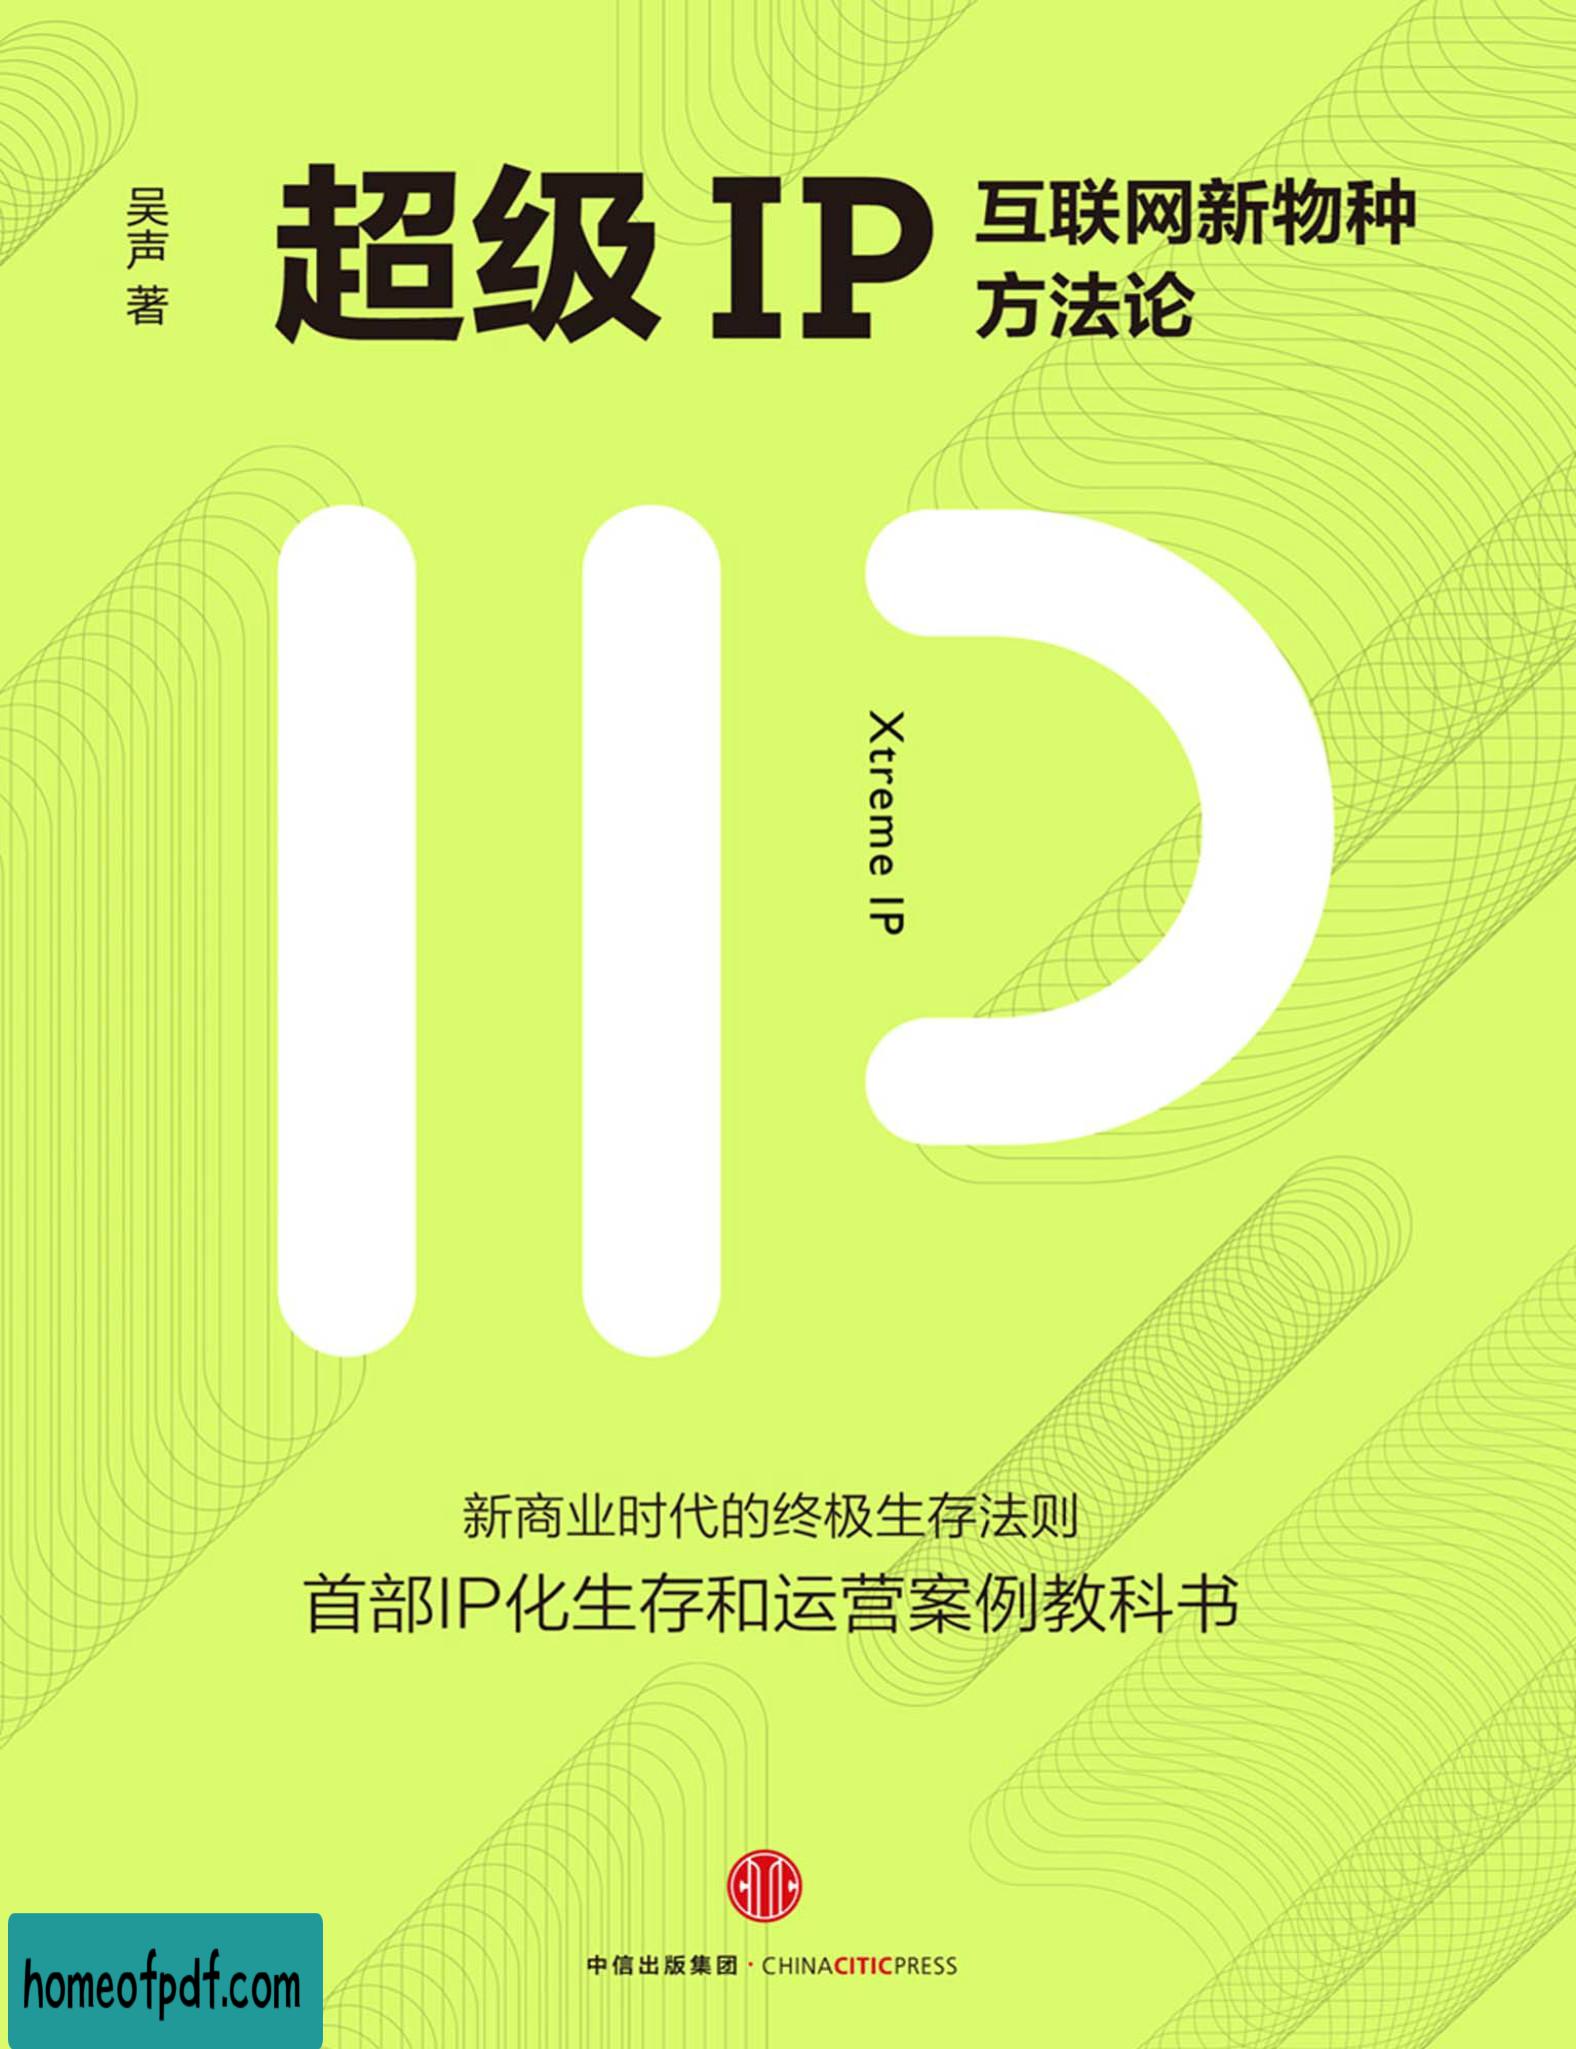 吴声 著
超级IP
互联网新物种
方法论
Xtreme IP
新商业时代的终极生存法则
首部IP化生存和运营案例教科书
中信出版集团·CHINACITICPRESS
homeofpdf.com